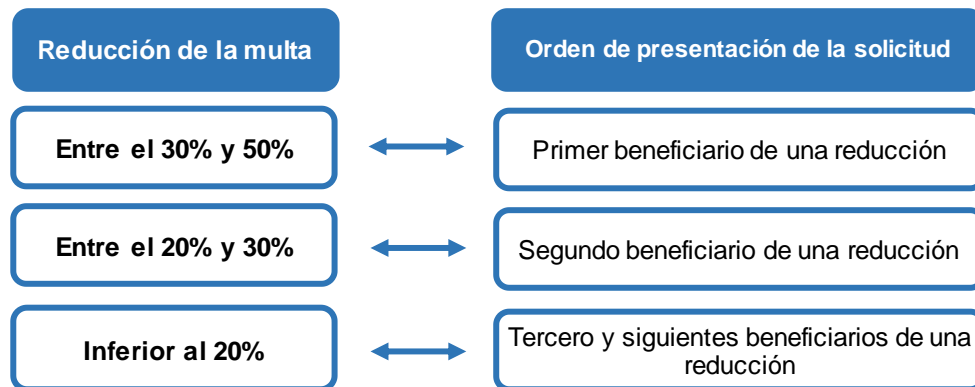 Reducción de la multa
Orden de presentación de la solicitud
Entre el 30% y 50%
Primer beneficiario de una reducción
Entre el 20% y 30%
Segundo beneficiario de una reducción
Inferior al 20%
Tercero y siguientes beneficiarios de una
reducción